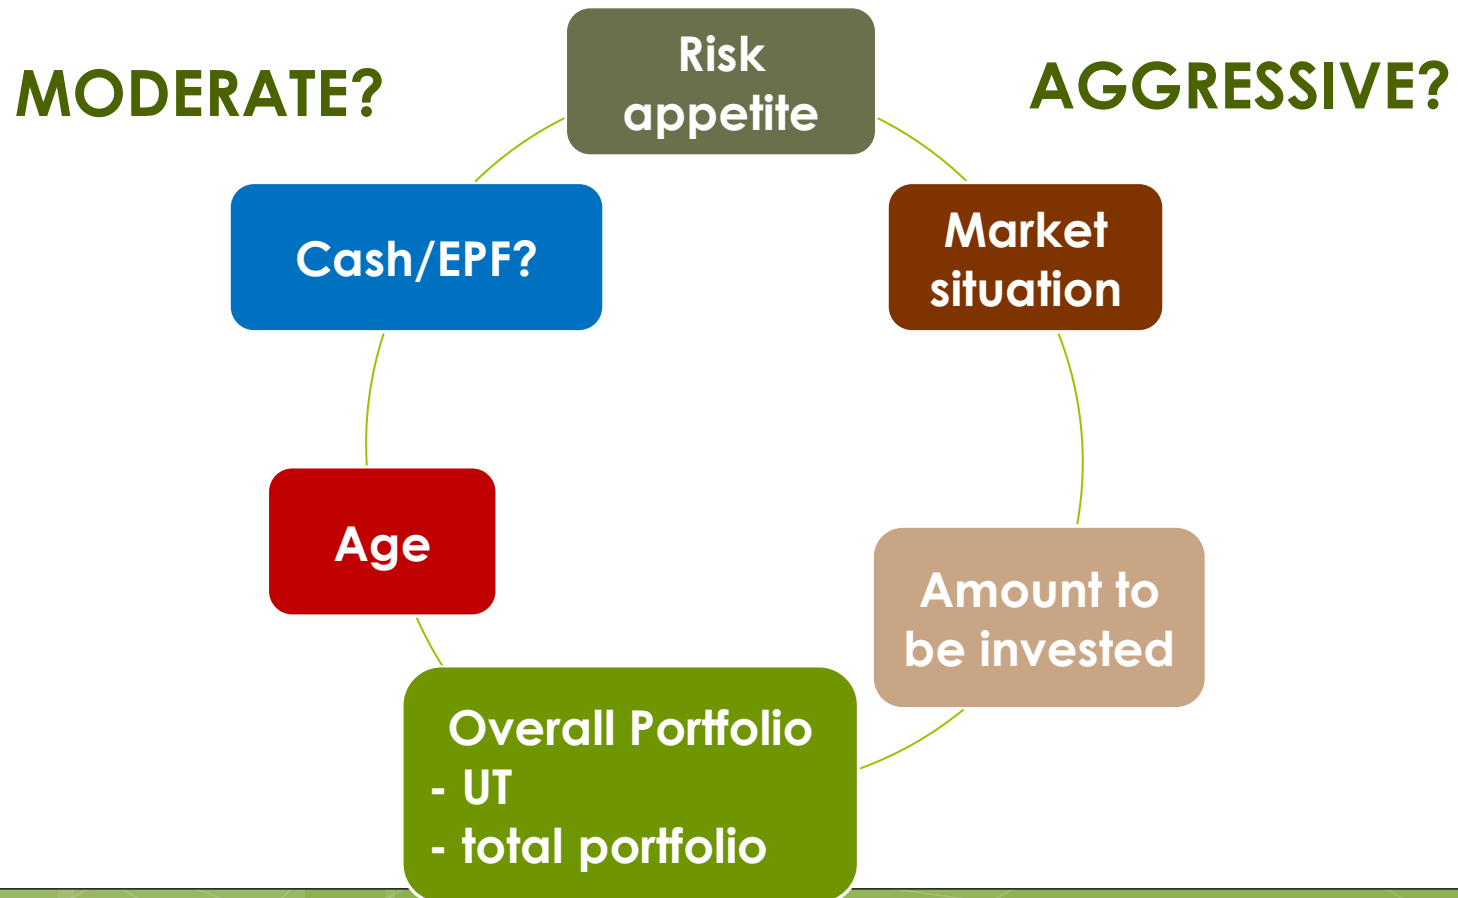 MODERATE?
AGGRESSIVE?
Risk
appetite
Market
situation
Amount to
be invested
Overall Portfolio
- UT
- total portfolio
Age
Cash/EPF?